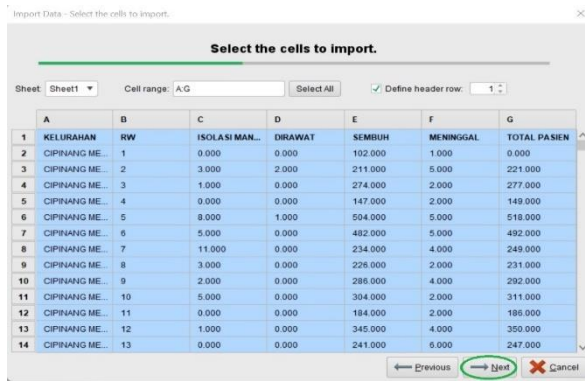 Import Data - Select the cells to import.
Select the cells to import.
Sheet: Sheet1 Cell range: A:G Select All Define header row: 1
A B C D E F G
1 KELURAHAN RW ISOLASI MAN... DIRAWAT SEMBUH MENINGGAL TOTAL PASIEN
2 CIPINANG ME... 1 0.000 0.000 102.000 1.000 0.000
3 CIPINANG ME... 2 3.000 2.000 211.000 5.000 221.000
4 CIPINANG ME... 3 1.000 0.000 274.000 2.000 277.000
5 CIPINANG ME... 4 0.000 0.000 147.000 2.000 149.000
6 CIPINANG ME... 5 8.000 1.000 504.000 5.000 518.000
7 CIPINANG ME... 6 5.000 0.000 482.000 5.000 492.000
8 CIPINANG ME... 7 11.000 0.000 234.000 4.000 249.000
9 CIPINANG ME... 8 3.000 0.000 226.000 2.000 231.000
10 CIPINANG ME... 9 2.000 0.000 286.000 4.000 292.000
11 CIPINANG ME... 10 5.000 0.000 304.000 2.000 311.000
12 CIPINANG ME... 11 0.000 0.000 184.000 2.000 186.000
13 CIPINANG ME... 12 1.000 0.000 345.000 4.000 350.000
14 CIPINANG ME... 13 0.000 0.000 241.000 6.000 247.000
Previous Next Cancel